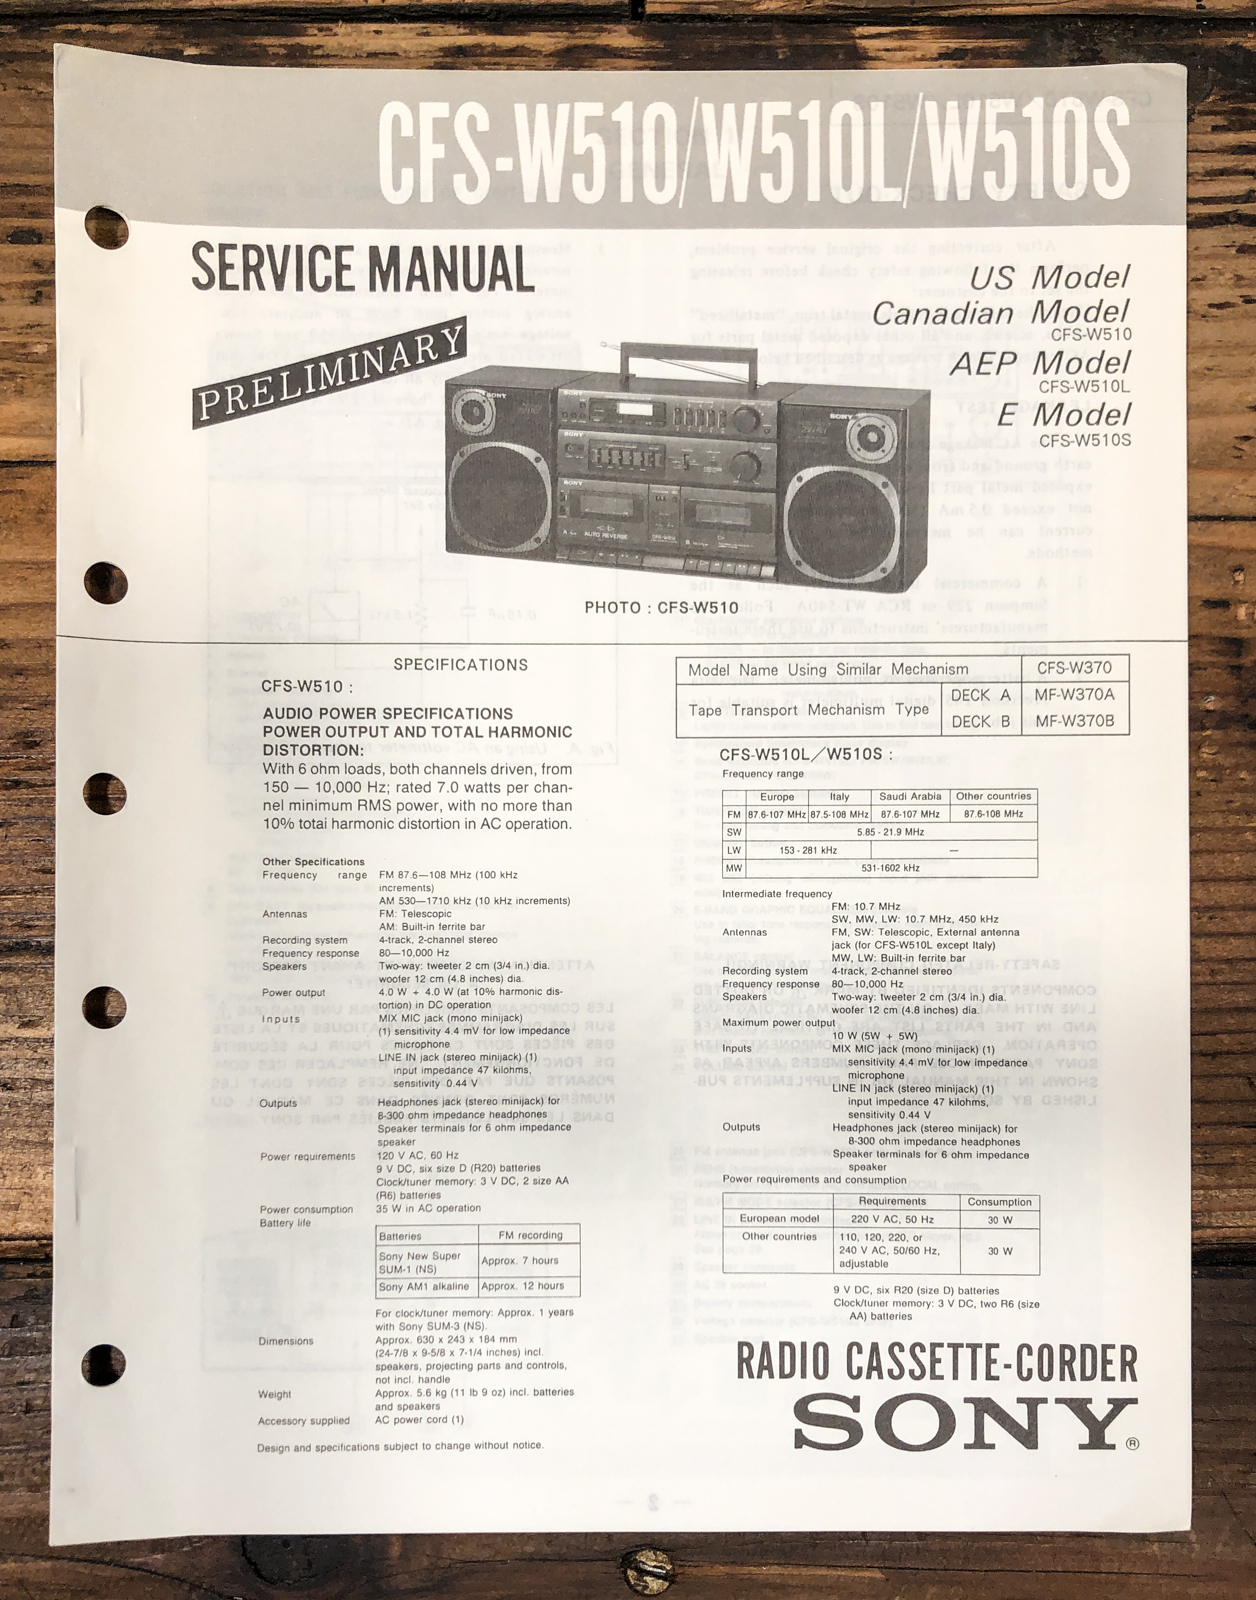 CFS-W510/W510L/W510S
SERVICE MANUAL
PRELIMINARY
US Model
Canadian Model
CFS-W510
AEP Model
CFS-W510L
E Model
CFS-W510S
SONY
SONY
SONY
SONY
SONY
AUTO REVERSE
PHOTO : CFS-W510
SPECIFICATIONS
CFS-W510 :
AUDIO POWER SPECIFICATIONS
POWER OUTPUT AND TOTAL HARMONIC
DISTORTION:
With 6 ohm loads, both channels driven, from
150 — 10,000 Hz; rated 7.0 watts per chan-
nel minimum RMS power, with no more than
10% total harmonic distortion in AC operation.
Other Specifications
Frequency range FM 87.6—108 MHz (100 kHz
increments)
AM 530—1710 kHz (10 kHz increments)
Antennas FM: Telescopic
AM: Built-in ferrite bar
Recording system 4-track, 2-channel stereo
Frequency response 80—10,000 Hz
Speakers Two-way: tweeter 2 cm (3/4 in.) dia.
woofer 12 cm (4.8 inches) dia.
Power output 4.0 W + 4.0 W (at 10% harmonic dis-
tortion) in DC operation
Inputs MIX MIC jack (mono minijack)
(1) sensitivity 4.4 mV for low impedance
microphone
LINE IN jack (stereo minijack) (1)
input impedance 47 kilohms,
sensitivity 0.44 V
Outputs Headphones jack (stereo minijack) for
8-300 ohm impedance headphones
Speaker terminals for 6 ohm impedance
speaker
Power requirements 120 V AC, 60 Hz
9 V DC, six size D (R20) batteries
Clock/tuner memory: 3 V DC, 2 size AA
(R6) batteries
Power consumption 35 W in AC operation
Battery life
Batteries FM recording
Sony New Super
SUM-1 (NS) Approx. 7 hours
Sony AM1 alkaline Approx. 12 hours
For clock/tuner memory: Approx. 1 years
with Sony SUM-3 (NS).
Dimensions Approx. 630 x 243 x 184 mm
(24-7/8 x 9-5/8 x 7-1/4 inches) incl.
speakers, projecting parts and controls,
not incl. handle
Weight Approx. 5.6 kg (11 lb 9 oz) incl. batteries
and speakers
Accessory supplied AC power cord (1)
Design and specifications subject to change without notice.
Model Name Using Similar Mechanism CFS-W370
Tape Transport Mechanism Type DECK A MF-W370A
DECK B MF-W370B
CFS-W510L/W510S :
Frequency range
Europe Italy Saudi Arabia Other countries
FM 87.6-107 MHz 87.5-108 MHz 87.6-107 MHz 87.6-108 MHz
SW 5.85 - 21.9 MHz
LW 153 - 281 kHz —
MW 531-1602 kHz
Intermediate frequency
FM: 10.7 MHz
SW, MW, LW: 10.7 MHz, 450 kHz
Antennas FM, SW: Telescopic, External antenna
jack (for CFS-W510L except Italy)
MW, LW: Built-in ferrite bar
Recording system 4-track, 2-channel stereo
Frequency response 80—10,000 Hz
Speakers Two-way: tweeter 2 cm (3/4 in.) dia.
woofer 12 cm (4.8 inches) dia.
Maximum power output
10 W (5W + 5W)
Inputs MIX MIC jack (mono minijack) (1)
sensitivity 4.4 mV for low impedance
microphone
LINE IN jack (stereo minijack) (1)
input impedance 47 kilohms,
sensitivity 0.44 V
Outputs Headphones jack (stereo minijack) for
8-300 ohm impedance headphones
Speaker terminals for 6 ohm impedance
speaker
Power requirements and consumption
Requirements Consumption
European model 220 V AC, 50 Hz 30 W
Other countries 110, 120, 220, or
240 V AC, 50/60 Hz,
adjustable 30 W
9 V DC, six R20 (size D) batteries
Clock/tuner memory: 3 V DC, two R6 (size
AA) batteries
RADIO CASSETTE-CORDER
SONY®